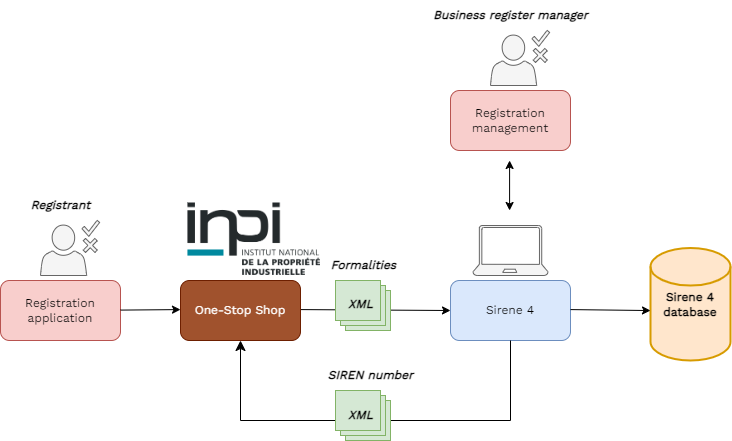 Business register manager
Registration
management
Registrant
inpi
INSTITUT NATIONAL
DE LA PROPRIÉTÉ
INDUSTRIELLE
Formalities
Registration
application
One-Stop Shop
XML
Sirene 4
Sirene 4
database
SIREN number
XML